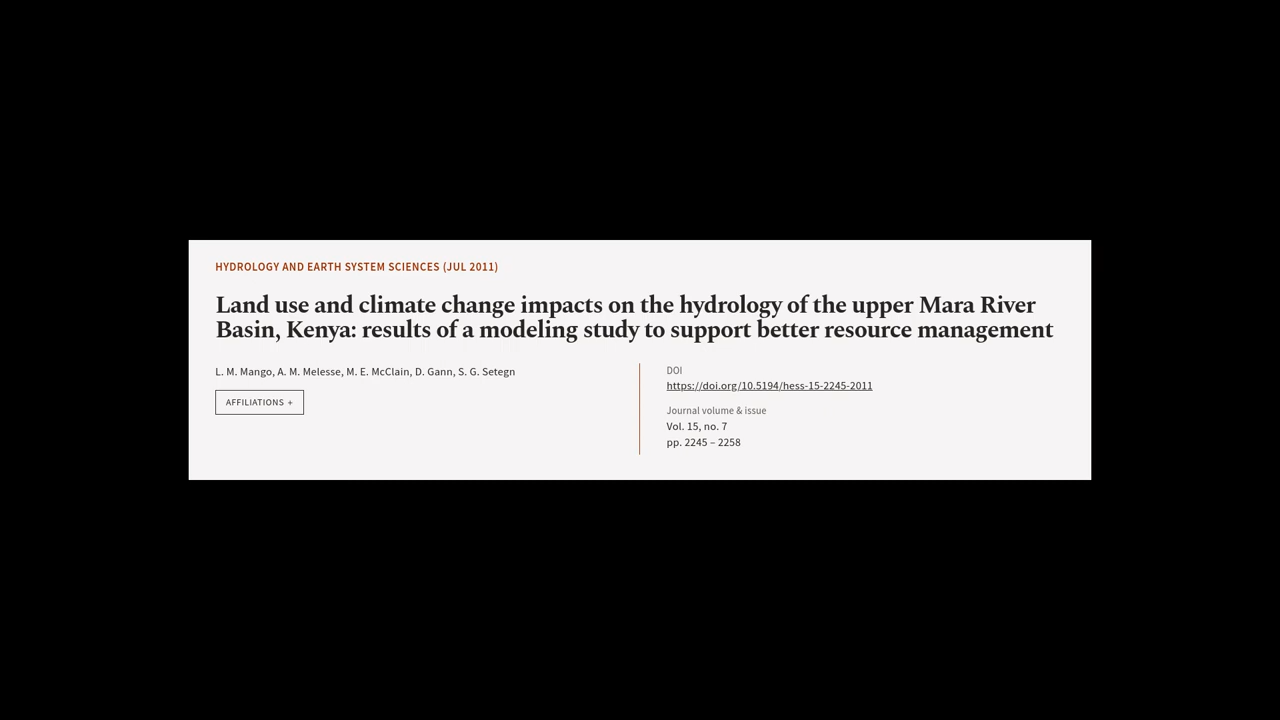 HYDROLOGY AND EARTH SYSTEM SCIENCES (JUL 2011)
Land use and climate change impacts on the hydrology of the upper Mara River
Basin, Kenya: results of a modeling study to support better resource management
L. M. Mango, A. M. Melesse, M. E. McClain, D. Gann, S. G. Setegn
AFFILIATIONS +
DOI
https://doi.org/10.5194/hess-15-2245-2011
Journal volume & issue
Vol. 15, no. 7
pp. 2245 – 2258